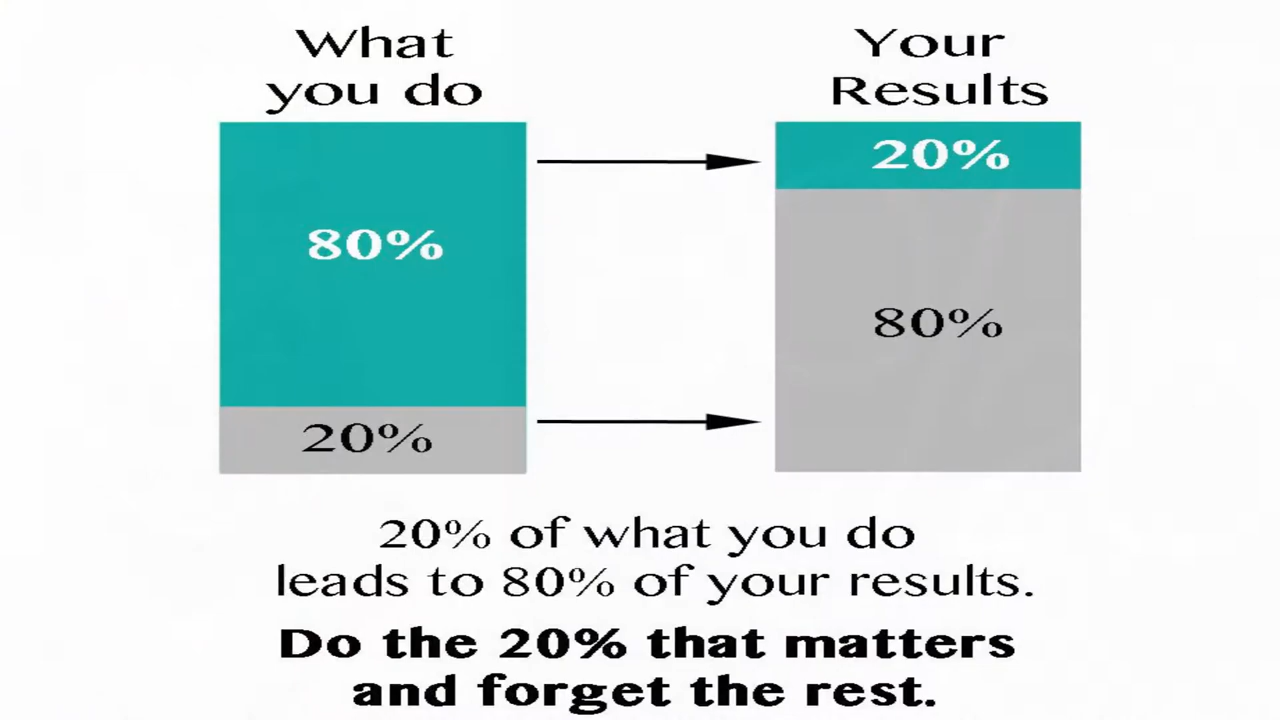 What
you do
Your
Results
80%
20%
20%
80%
20% of what you do
leads to 80% of your results.
Do the 20% that matters
and forget the rest.